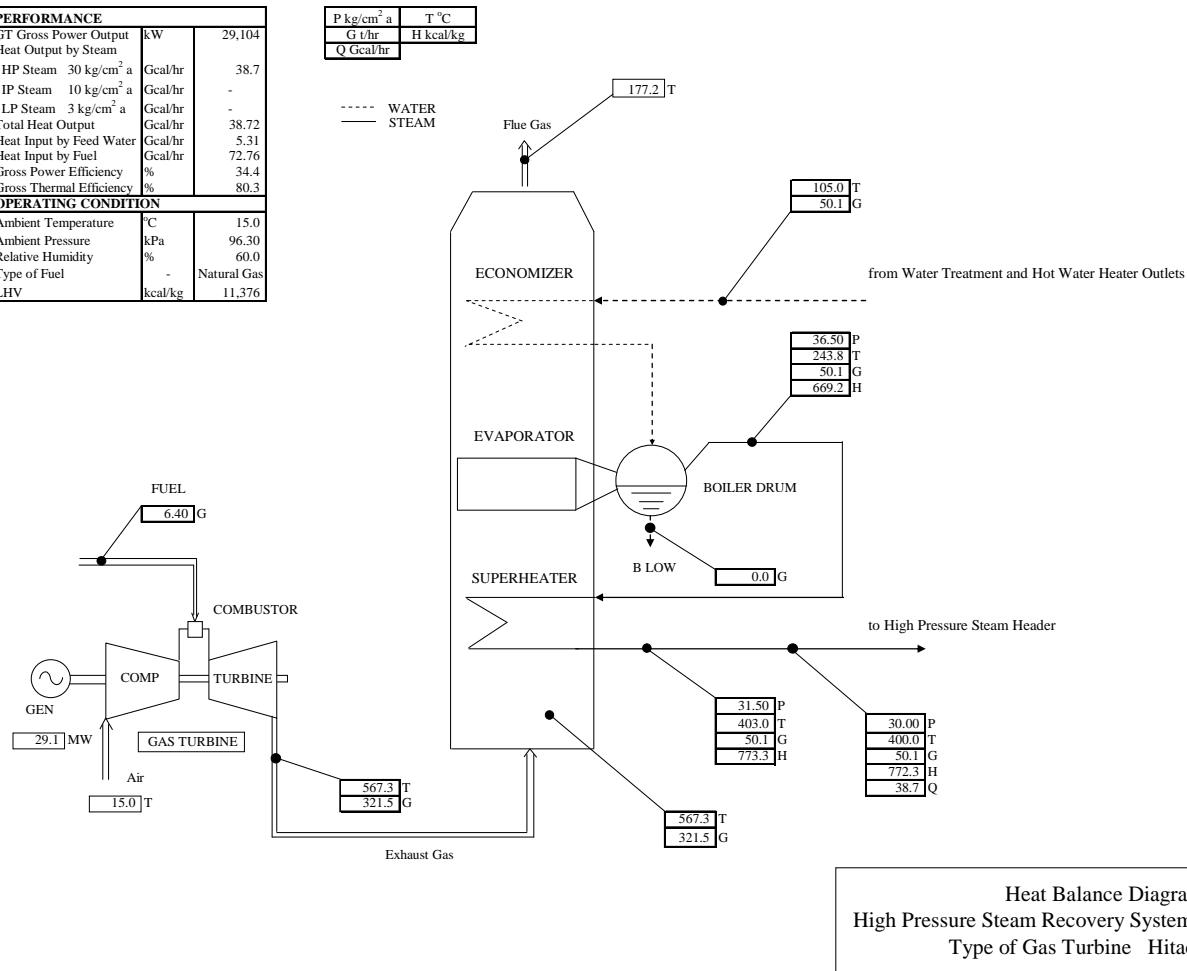 PERFORMANCE
GT Gross Power Output kW 29,104
Heat Output by Steam
HP Steam 30 kg/cm² a Gcal/hr 38.7
IP Steam 10 kg/cm² a Gcal/hr -
LP Steam 3 kg/cm² a Gcal/hr -
Total Heat Output Gcal/hr 38.72
Heat Input by Feed Water Gcal/hr 5.31
Heat Input by Fuel Gcal/hr 72.76
Gross Power Efficiency % 34.4
Gross Thermal Efficiency % 80.3
OPERATING CONDITION
Ambient Temperature °C 15.0
Ambient Pressure kPa 96.30
Relative Humidity % 60.0
Type of Fuel - Natural Gas
LHV kcal/kg 11,376
P kg/cm² a T °C
G t/hr H kcal/kg
Q Gcal/hr
WATER
STEAM
177.2 T
Flue Gas
105.0 T
50.1 G
ECONOMIZER
from Water Treatment and Hot Water Heater Outlets
36.50 P
243.8 T
50.1 G
669.2 H
EVAPORATOR
BOILER DRUM
B LOW
0.0 G
SUPERHEATER
to High Pressure Steam Header
FUEL
6.40 G
COMBUSTOR
COMP
TURBINE
GEN
29.1 MW
GAS TURBINE
Air
15.0 T
567.3 T
321.5 G
Exhaust Gas
31.50 P
403.0 T
50.1 G
773.3 H
30.00 P
400.0 T
50.1 G
772.3 H
38.7 Q
567.3 T
321.5 G
Heat Balance Diagra
High Pressure Steam Recovery System
Type of Gas Turbine Hitac